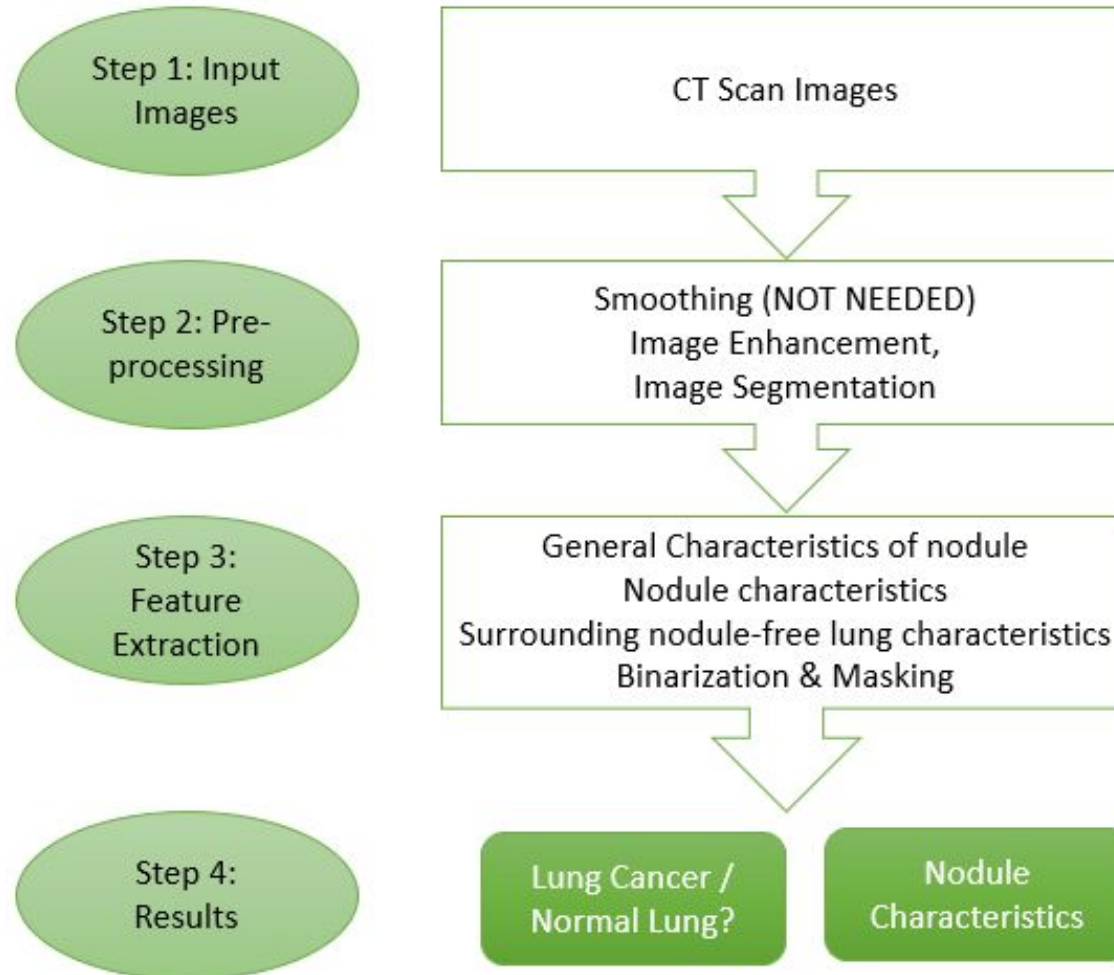 Step 1: Input
Images
CT Scan Images
Step 2: Pre-
processing
Smoothing (NOT NEEDED)
Image Enhancement,
Image Segmentation
Step 3:
Feature
Extraction
General Characteristics of nodule
Nodule characteristics
Surrounding nodule-free lung characteristics
Binarization & Masking
Step 4:
Results
Lung Cancer /
Normal Lung?
Nodule
Characteristics